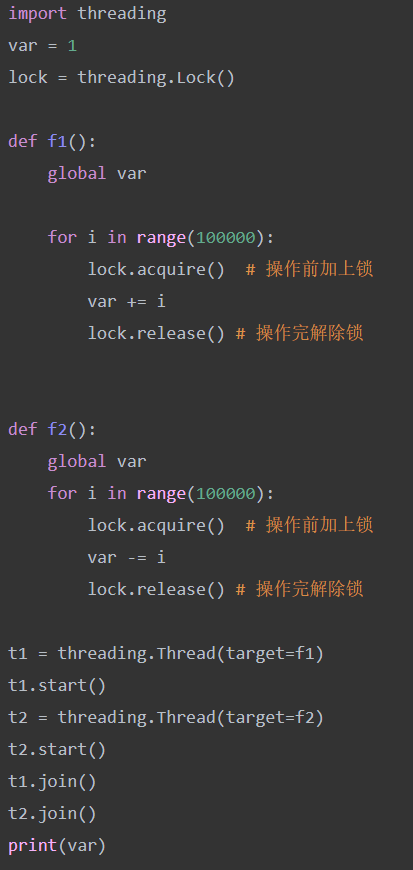 import threading
var = 1
lock = threading.Lock()
def f1():
    global var
    for i in range(100000):
        lock.acquire()  # 操作前加上锁
        var += i
        lock.release() # 操作完解除锁
def f2():
    global var
    for i in range(100000):
        lock.acquire()  # 操作前加上锁
        var -= i
        lock.release() # 操作完解除锁
t1 = threading.Thread(target=f1)
t1.start()
t2 = threading.Thread(target=f2)
t2.start()
t1.join()
t2.join()
print(var)